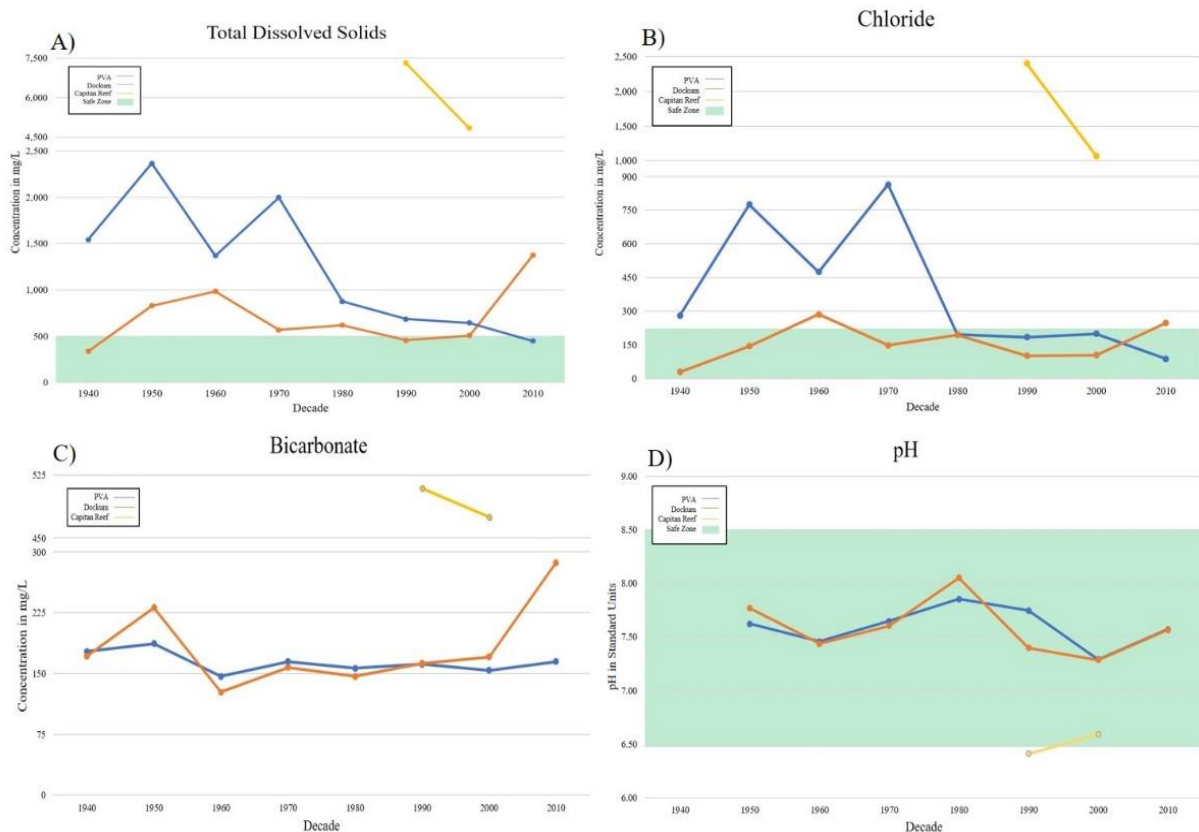 A)
Total Dissolved Solids
7,500
6,000
4,500
2,500
2,000
1,500
1,000
500
0
Concentration in mg/L
PVA
Dockum
Capitan Reef
Safe Zone
1940 1950 1960 1970 1980 1990 2000 2010
Decade
B)
Chloride
2,500
2,000
1,500
1,000
900
750
600
450
300
150
0
Concentration in mg/L
PVA
Dockum
Capitan Reef
Safe Zone
1940 1950 1960 1970 1980 1990 2000 2010
Decade
C)
Bicarbonate
525
450
300
225
150
75
0
Concentration in mg/L
PVA
Dockum
Capitan Reef
1940 1950 1960 1970 1980 1990 2000 2010
Decade
D)
pH
9.00
8.50
8.00
7.50
7.00
6.50
6.00
pH in Standard Units
PVA
Dockum
Capitan Reef
Safe Zone
1940 1950 1960 1970 1980 1990 2000 2010
Decade